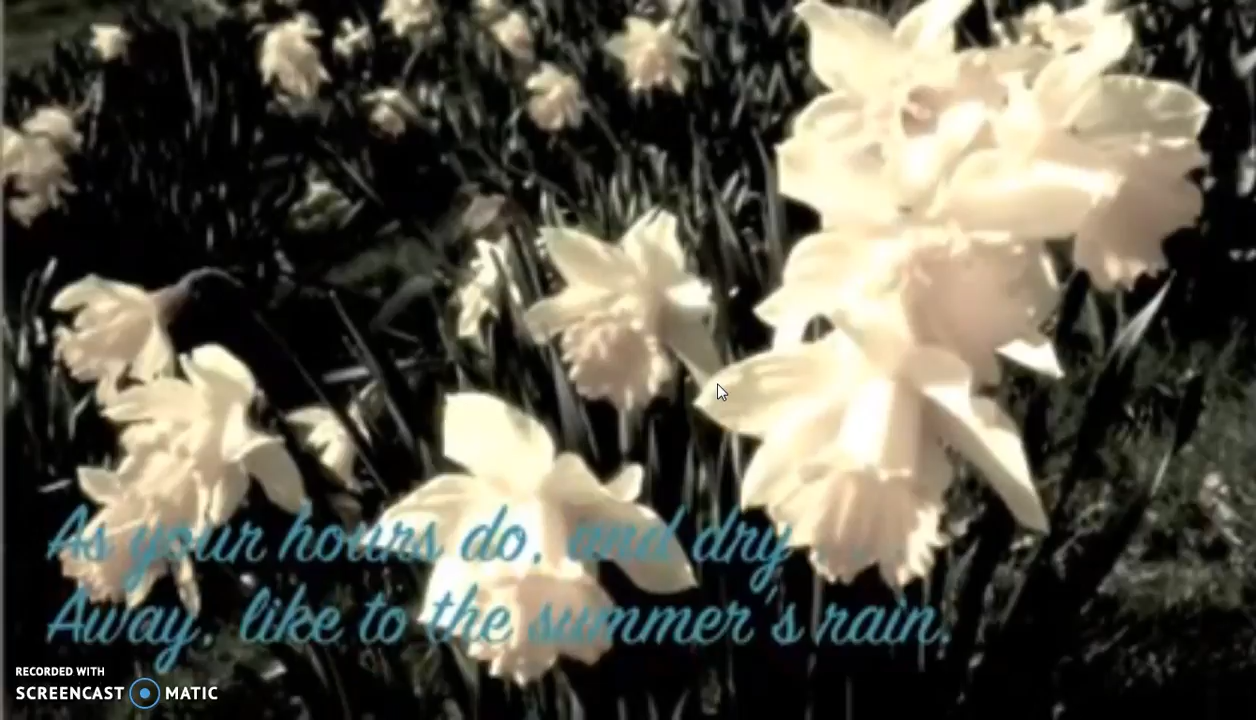 As your hours do, and dry
Away, like to the summer's rain.
RECORDED WITH
SCREENCAST MATIC